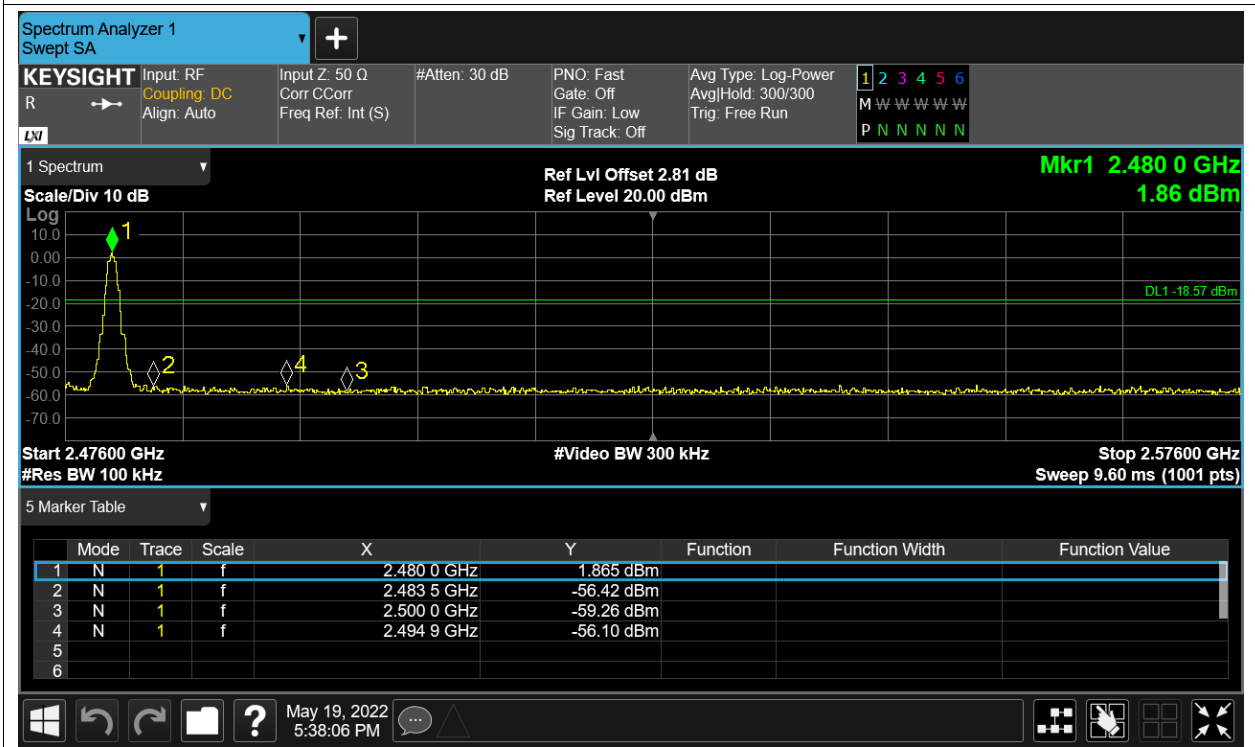 Spectrum Analyzer 1
Swept SA
+
KEYSIGHT Input: RF Input Z: 50 Ω #Atten: 30 dB PNO: Fast Avg Type: Log-Power 1 2 3 4 5 6
R Coupling: DC Corr CCorr Gate: Off Avg|Hold: 300/300 M W W W W W
Align: Auto Freq Ref: Int (S) IF Gain: Low Trig: Free Run
LXI Sig Track: Off P N N N N N
1 Spectrum Ref Lvl Offset 2.81 dB Mkr1 2.480 0 GHz
Scale/Div 10 dB Ref Level 20.00 dBm 1.86 dBm
Log
1
10.0
0.00
-10.0
DL1 -18.57 dBm
-20.0
-30.0
-40.0
2 4 3
-50.0
-60.0
-70.0
Start 2.47600 GHz #Video BW 300 kHz Stop 2.57600 GHz
#Res BW 100 kHz Sweep 9.60 ms (1001 pts)
5 Marker Table
Mode Trace Scale X Y Function Function Width Function Value
1 N 1 f 2.480 0 GHz 1.865 dBm
2 N 1 f 2.483 5 GHz -56.42 dBm
3 N 1 f 2.500 0 GHz -59.26 dBm
4 N 1 f 2.494 9 GHz -56.10 dBm
5
6
? May 19, 2022
5:38:06 PM